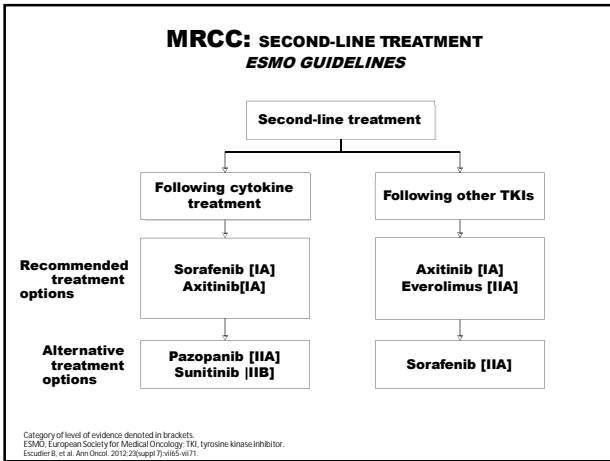 MRCC: SECOND-LINE TREATMENT
ESMO GUIDELINES
Second-line treatment
Following cytokine
treatment
Following other TKIs
Recommended
treatment
options
Sorafenib [IA]
Axitinib[IA]
Axitinib [IA]
Everolimus [IIA]
Alternative
treatment
options
Pazopanib [IIA]
Sunitinib |IIB]
Sorafenib [IIA]
Category of level of evidence denoted in brackets.
ESMO, European Society for Medical Oncology; TKI, tyrosine kinase inhibitor.
Escudier B, et al. Ann Oncol. 2012;23(suppl 7):vii65-vii71.